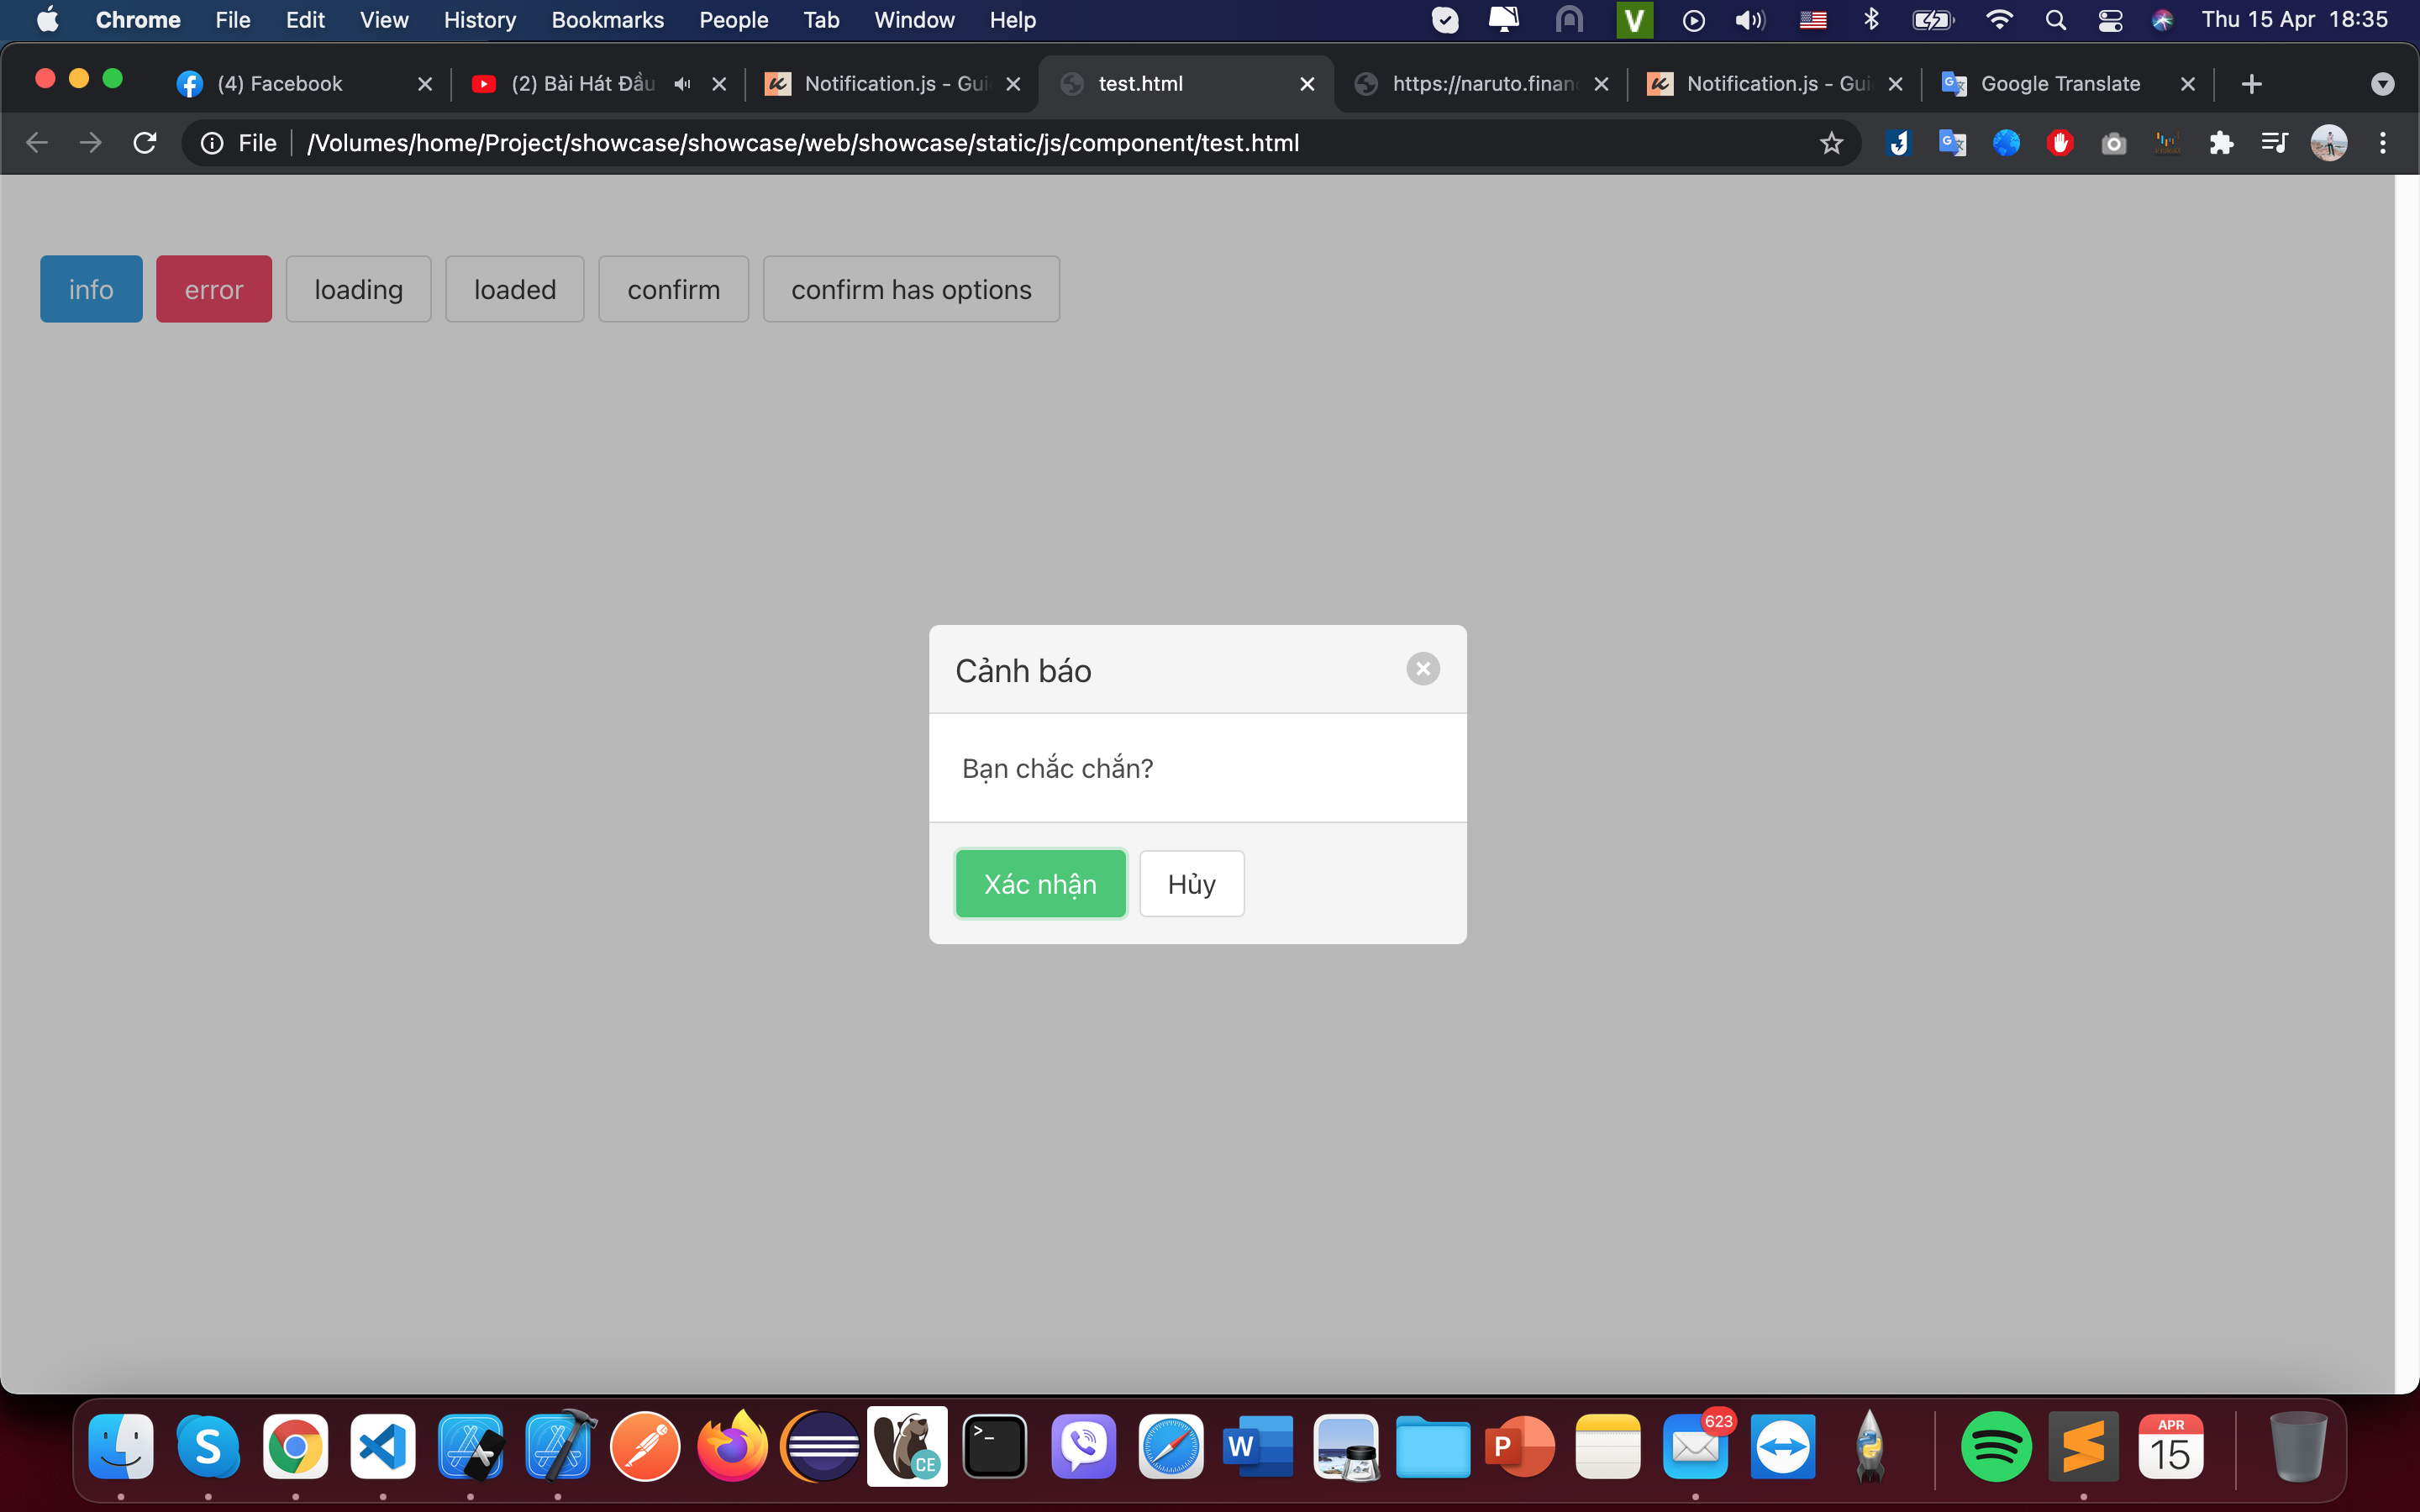 Chrome File Edit View History Bookmarks People Tab Window Help V Thu 15 Apr 18:35
(4) Facebook (2) Bài Hát Đầu Notification.js - Gui test.html https://naruto.finan Notification.js - Gui Google Translate
File /Volumes/home/Project/showcase/showcase/web/showcase/static/js/component/test.html
info error loading loaded confirm confirm has options
Cảnh báo
Bạn chắc chắn?
Xác nhận Hủy
S CE >_ W P 623 APR
15